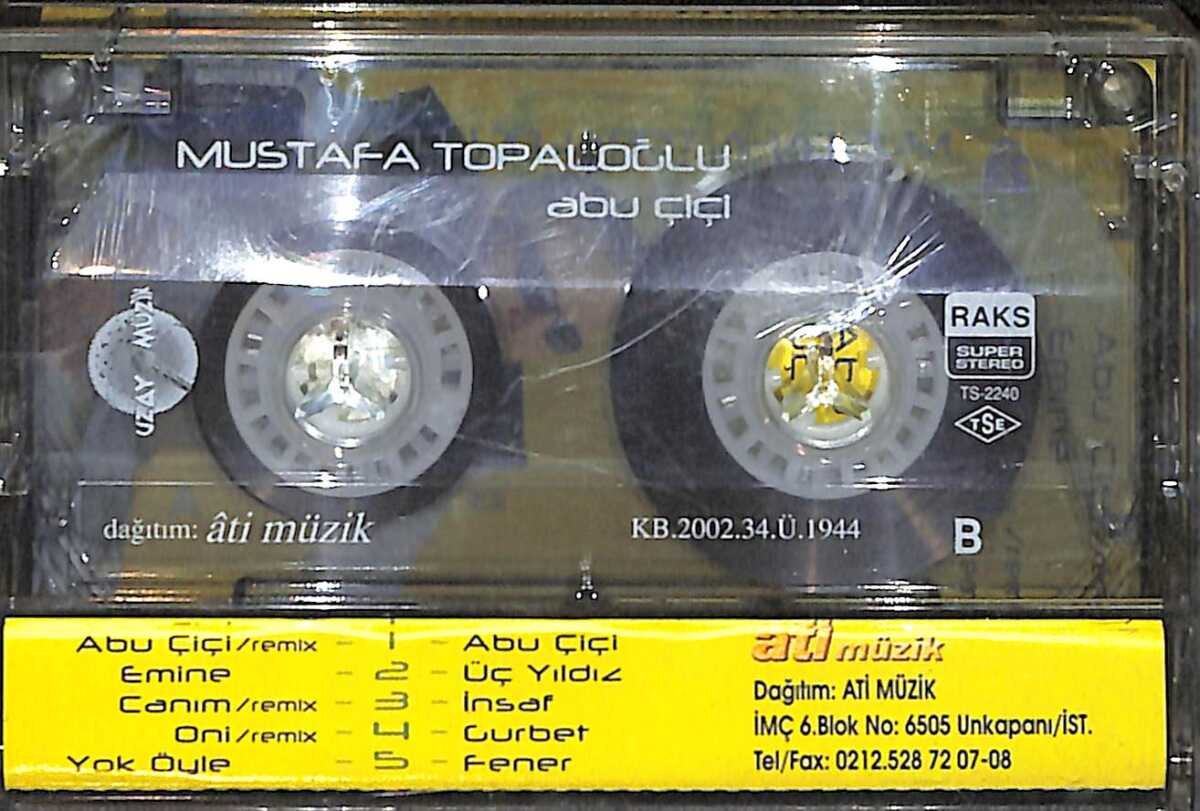 MUSTAFA TOPALOĞLU
abu çiçi
UZAY MÜZİK
RAKS
SUPER
STEREO
TS-2240
TSE
dağıtım: âti müzik
KB.2002.34.Ü.1944
B
Abu Çiçi/remix - 1 - Abu Çiçi
Emine - 2 - Üç Yıldız
Canım/remix - 3 - İnsaf
Oni/remix - 4 - Gurbet
Yok Öyle - 5 - Fener
ati müzik
Dağıtım: ATİ MÜZİK
İMÇ 6.Blok No: 6505 Unkapanı/İST.
Tel/Fax: 0212.528 72 07-08